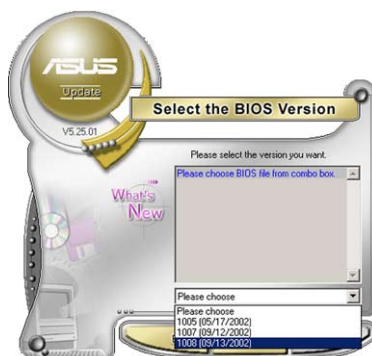 ASUS
Update
V5.25.01
Select the BIOS Version
Please select the version you want.
Please choose BIOS file from combo box.
What's
New
Please choose
Please choose
1005 (05/17/2002)
1007 (09/12/2002)
1008 (09/13/2002)